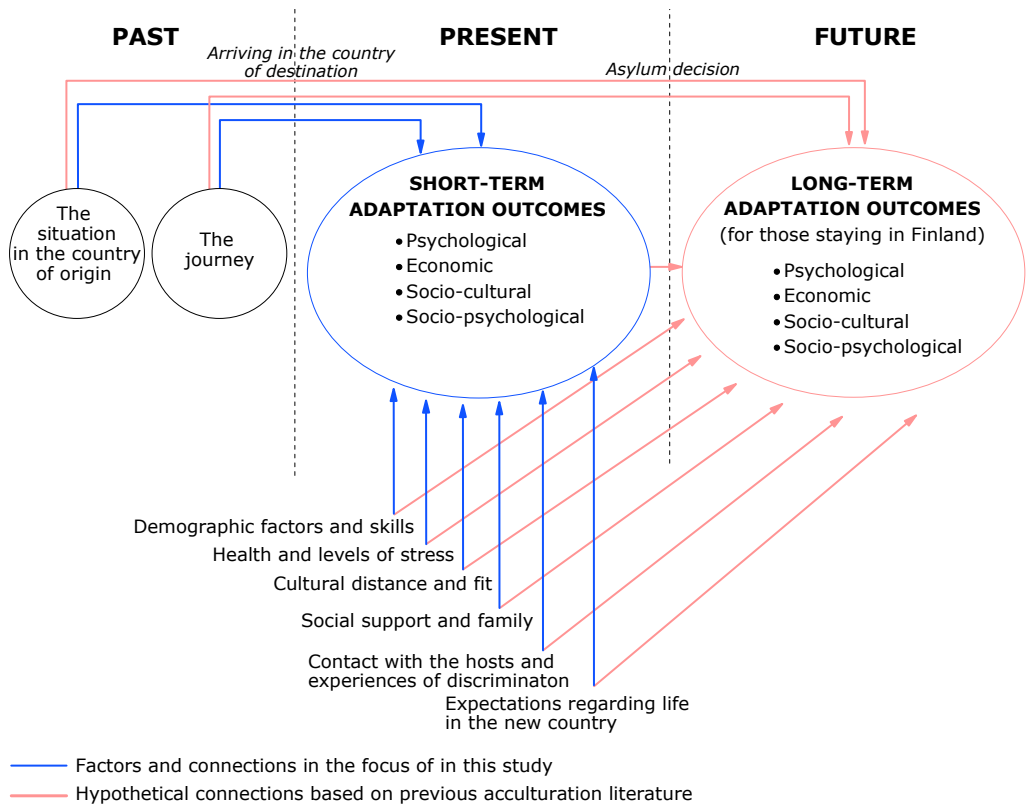 PAST
PRESENT
FUTURE
Arriving in the country
of destination
Asylum decision
The
situation
in the country
of origin
The
journey
SHORT-TERM
ADAPTATION OUTCOMES
• Psychological
• Economic
• Socio-cultural
• Socio-psychological
LONG-TERM
ADAPTATION OUTCOMES
(for those staying in Finland)
• Psychological
• Economic
• Socio-cultural
• Socio-psychological
Demographic factors and skills
Health and levels of stress
Cultural distance and fit
Social support and family
Contact with the hosts and
experiences of discriminaton
Expectations regarding life
in the new country
Factors and connections in the focus of in this study
Hypothetical connections based on previous acculturation literature